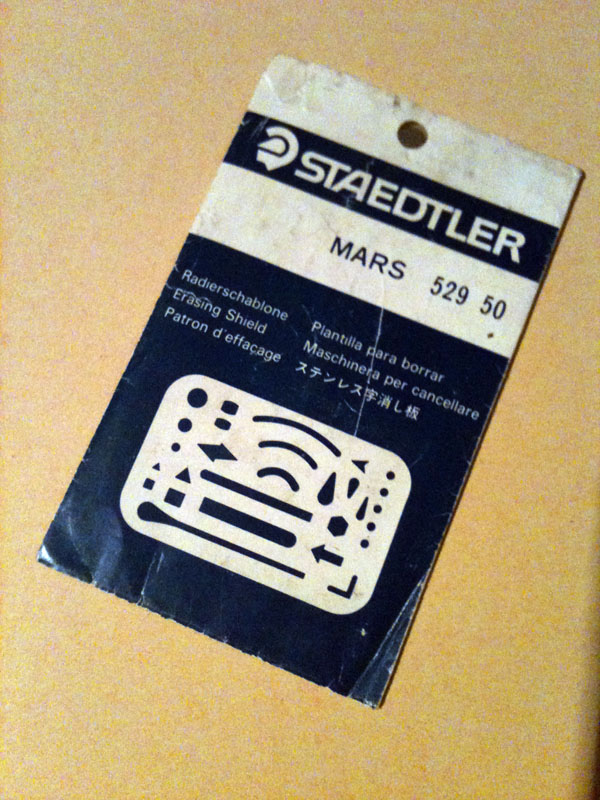 STAEDTLER
MARS 529 50
Radierschablone
Erasing Shield
Patron d'effaçage
Plantilla para borrar
Maschinera per cancellare
ステンレス字消し板